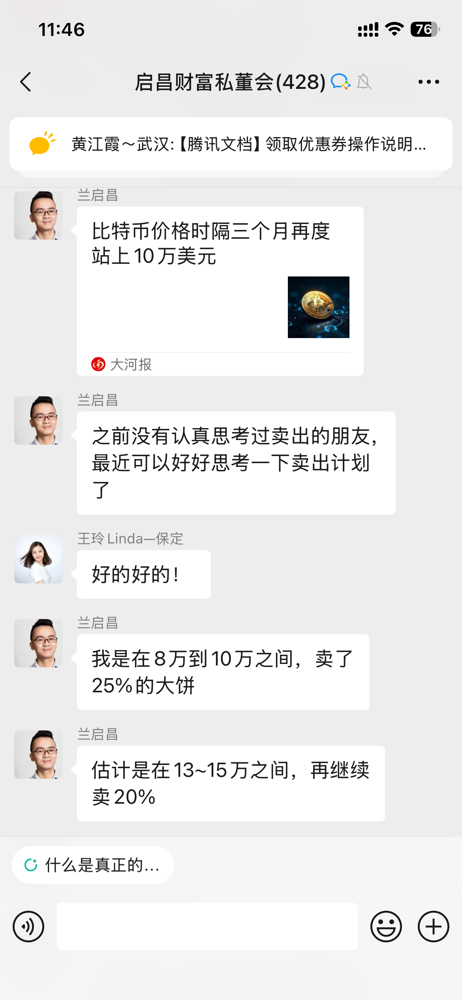 11:46
76
启昌财富私董会(428)
黄江霞～武汉:【腾讯文档】领取优惠券操作说明...
兰启昌
比特币价格时隔三个月再度
站上10万美元
大河报
兰启昌
之前没有认真思考过卖出的朋友，
最近可以好好思考一下卖出计划
了
王玲Linda—保定
好的好的！
兰启昌
我是在8万到10万之间，卖了
25%的大饼
兰启昌
估计是在13~15万之间，再继续
卖20%
什么是真正的...